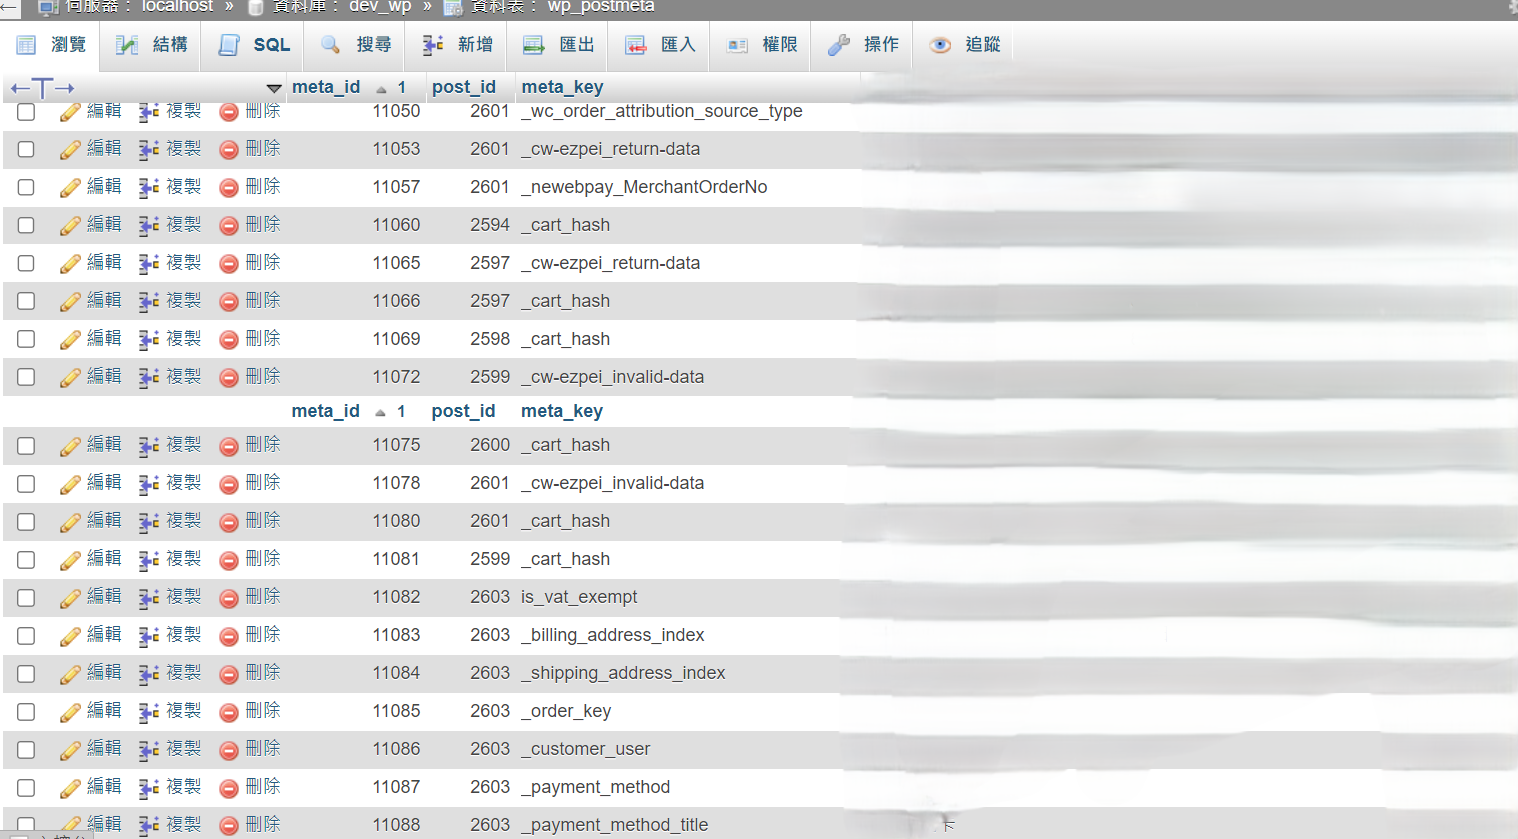 伺服器： localhost » 資料庫： dev_wp » 資料表： wp_postmeta
瀏覽 結構 SQL 搜尋 新增 匯出 匯入 權限 操作 追蹤
meta_id 1 post_id meta_key
編輯 複製 刪除 11050 2601 _wc_order_attribution_source_type
編輯 複製 刪除 11053 2601 _cw-ezpei_return-data
編輯 複製 刪除 11057 2601 _newebpay_MerchantOrderNo
編輯 複製 刪除 11060 2594 _cart_hash
編輯 複製 刪除 11065 2597 _cw-ezpei_return-data
編輯 複製 刪除 11066 2597 _cart_hash
編輯 複製 刪除 11069 2598 _cart_hash
編輯 複製 刪除 11072 2599 _cw-ezpei_invalid-data
meta_id 1 post_id meta_key
編輯 複製 刪除 11075 2600 _cart_hash
編輯 複製 刪除 11078 2601 _cw-ezpei_invalid-data
編輯 複製 刪除 11080 2601 _cart_hash
編輯 複製 刪除 11081 2599 _cart_hash
編輯 複製 刪除 11082 2603 is_vat_exempt
編輯 複製 刪除 11083 2603 _billing_address_index
編輯 複製 刪除 11084 2603 _shipping_address_index
編輯 複製 刪除 11085 2603 _order_key
編輯 複製 刪除 11086 2603 _customer_user
編輯 複製 刪除 11087 2603 _payment_method
編輯 複製 刪除 11088 2603 _payment_method_title